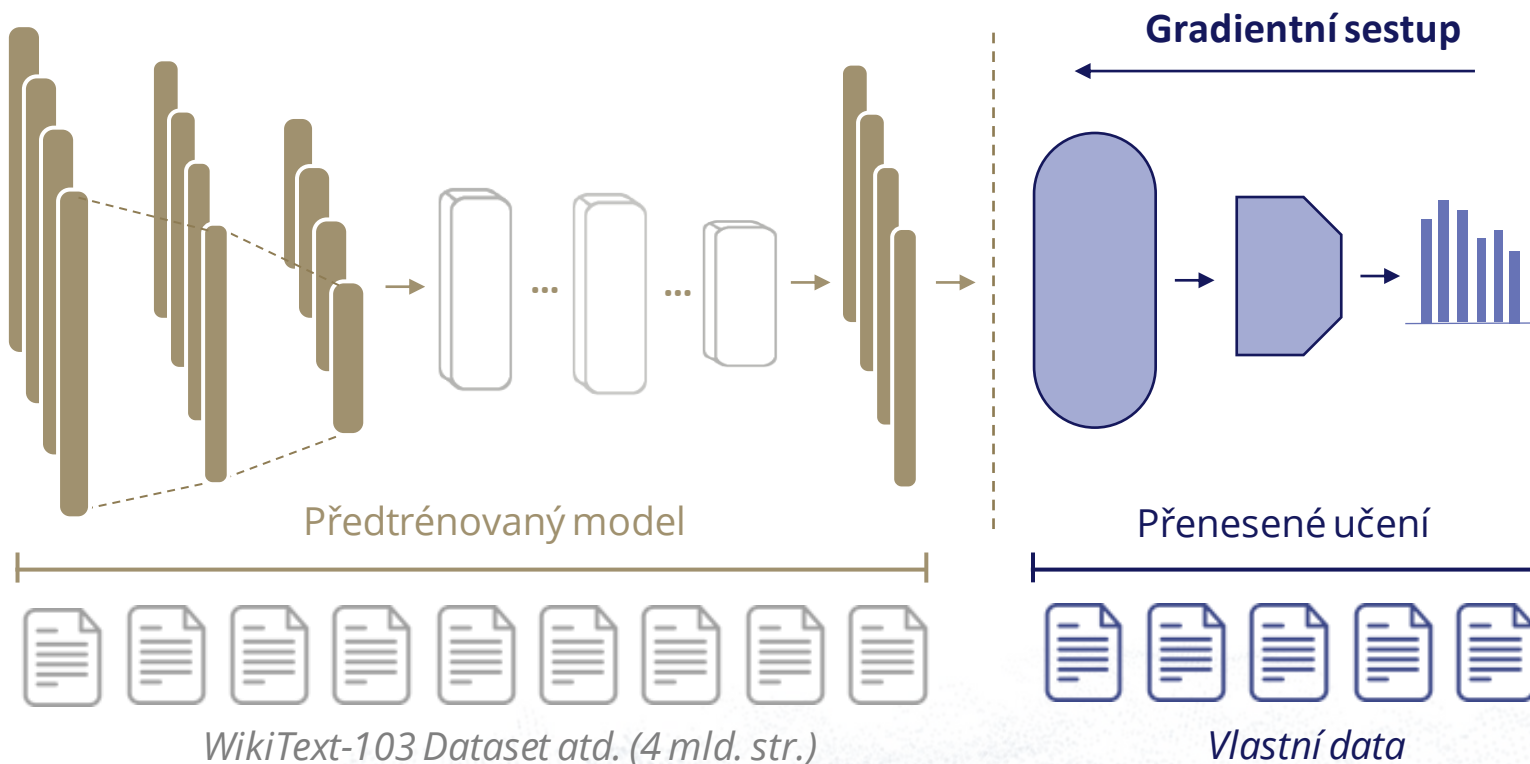 Gradientní sestup
...
...
Předtrénovaný model
Přenesené učení
WikiText-103 Dataset atd. (4 mld. str.)
Vlastní data